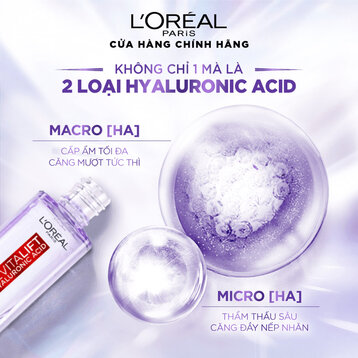 L'ORÉAL
PARIS
CỬA HÀNG CHÍNH HÃNG
KHÔNG CHỈ 1 MÀ LÀ
2 LOẠI HYALURONIC ACID
MACRO [HA]
CẤP ẨM TỐI ĐA
CĂNG MƯỢT TỨC THÌ
L'ORÉAL
REVITALIFT
HYALURONIC ACID
MICRO [HA]
THẨM THẤU SÂU
CĂNG ĐẦY NẾP NHĂN